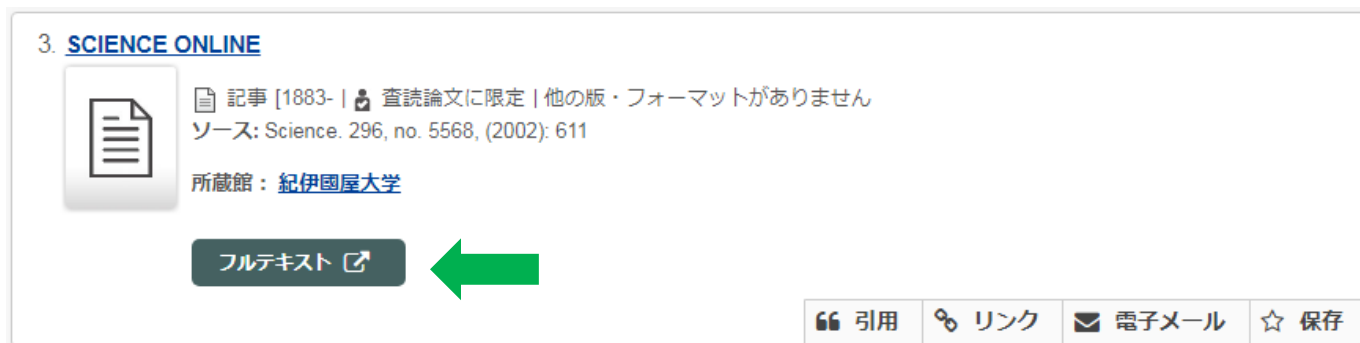 3. SCIENCE ONLINE
記事 [1883- | 査読論文に限定 | 他の版・フォーマットがありません
ソース: Science. 296, no. 5568, (2002): 611
所蔵館： 紀伊國屋大学
フルテキスト
引用 リンク 電子メール 保存